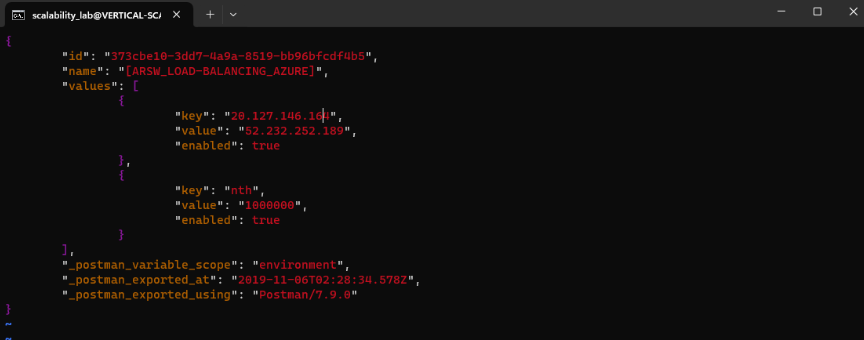 scalability_lab@VERTICAL-SCA
{
"id": "373cbe10-3dd7-4a9a-8519-bb96bfcdf4b5",
"name": "[ARSW_LOAD-BALANCING_AZURE]",
"values": [
{
"key": "20.127.146.164",
"value": "52.232.252.189",
"enabled": true
},
{
"key": "nth",
"value": "1000000",
"enabled": true
}
],
"_postman_variable_scope": "environment",
"_postman_exported_at": "2019-11-06T02:28:34.578Z",
"_postman_exported_using": "Postman/7.9.0"
}
~
~